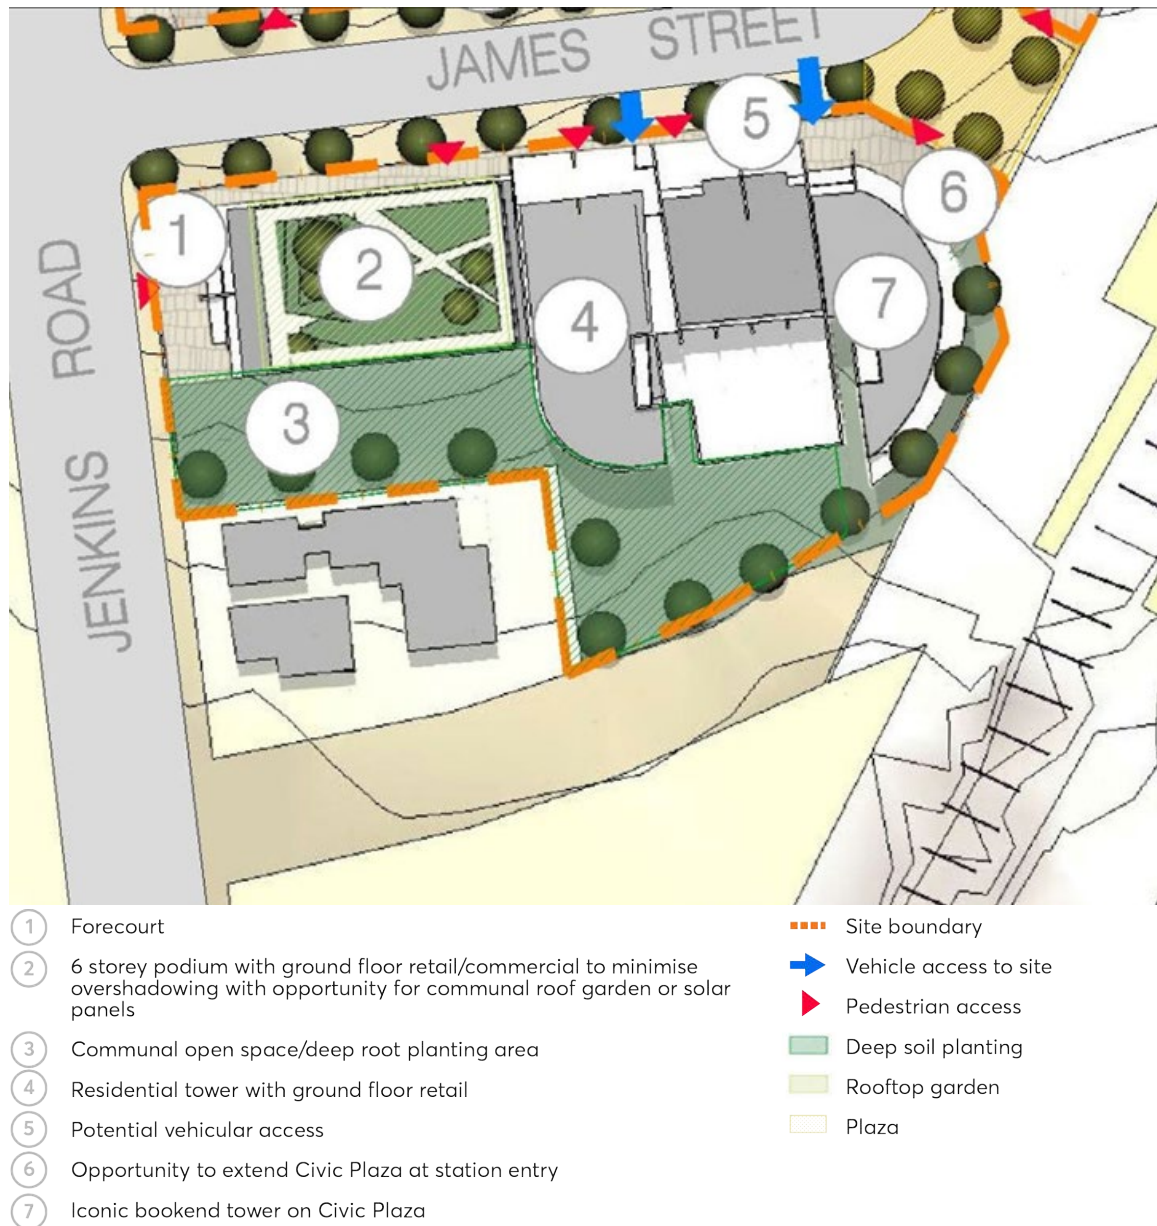 JAMES STREET
JENKINS ROAD
1
2
3
4
5
6
7
1 Forecourt
2 6 storey podium with ground floor retail/commercial to minimise
overshadowing with opportunity for communal roof garden or solar
panels
3 Communal open space/deep root planting area
4 Residential tower with ground floor retail
5 Potential vehicular access
6 Opportunity to extend Civic Plaza at station entry
7 Iconic bookend tower on Civic Plaza
Site boundary
Vehicle access to site
Pedestrian access
Deep soil planting
Rooftop garden
Plaza